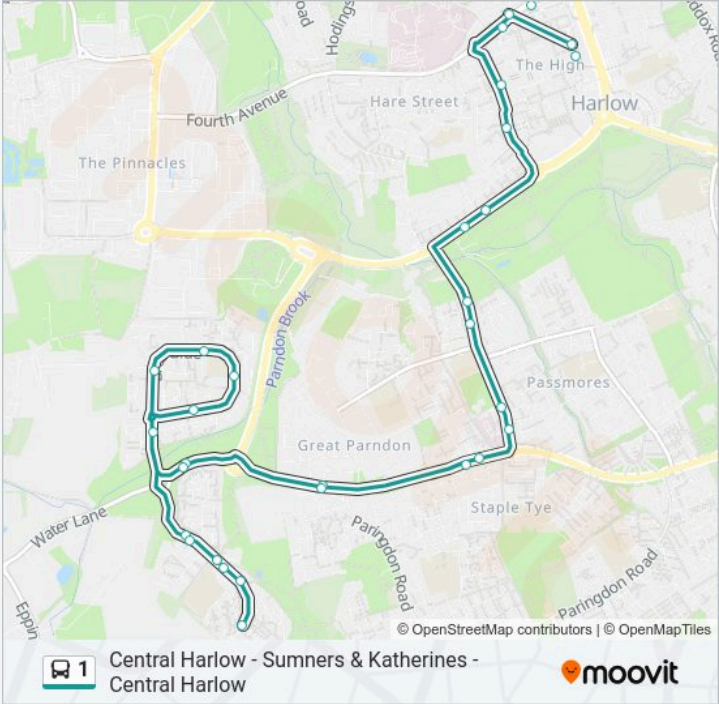 Hodings
Road
The High
Hare Street
Harlow
Fourth Avenue
The Pinnacles
Parndon Brook
Passmores
Great Parndon
Staple Tye
Water Lane
Paringdon Road
Paringdon Road
Eppin
© OpenStreetMap contributors | © OpenMapTiles
1 Central Harlow - Sumners & Katherines -
Central Harlow
moovit